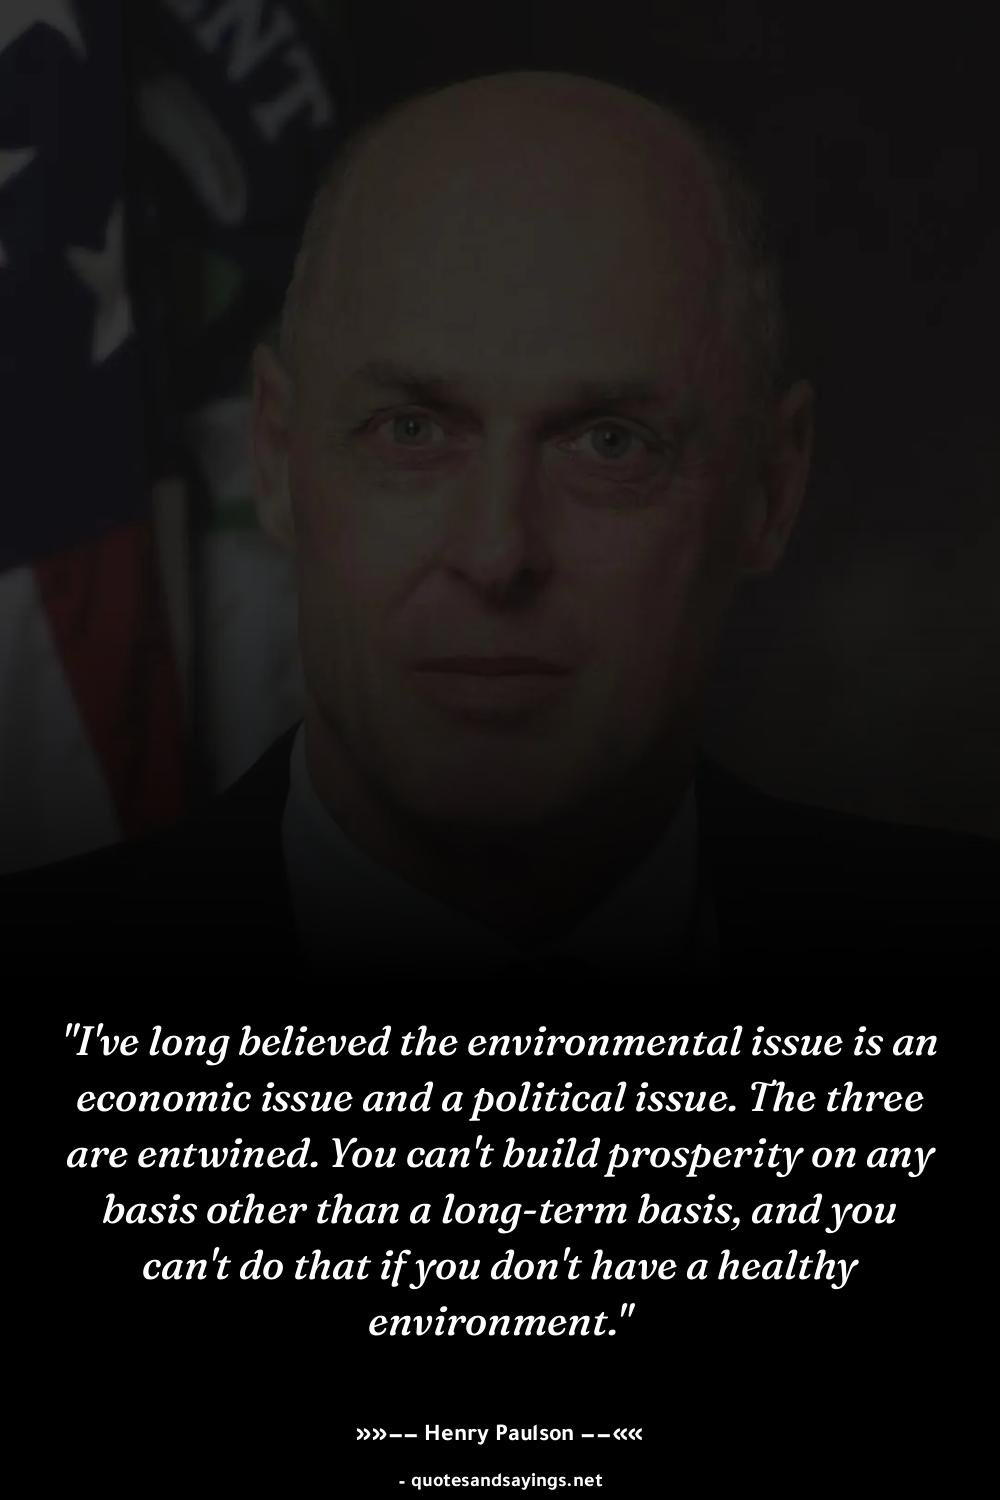 NT
"I've long believed the environmental issue is an
economic issue and a political issue. The three
are entwined. You can't build prosperity on any
basis other than a long-term basis, and you
can't do that if you don't have a healthy
environment."
»»−− Henry Paulson −−««
- quotesandsayings.net